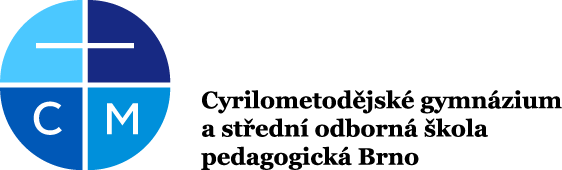 C M
Cyrilometodějské gymnázium
a střední odborná škola
pedagogická Brno